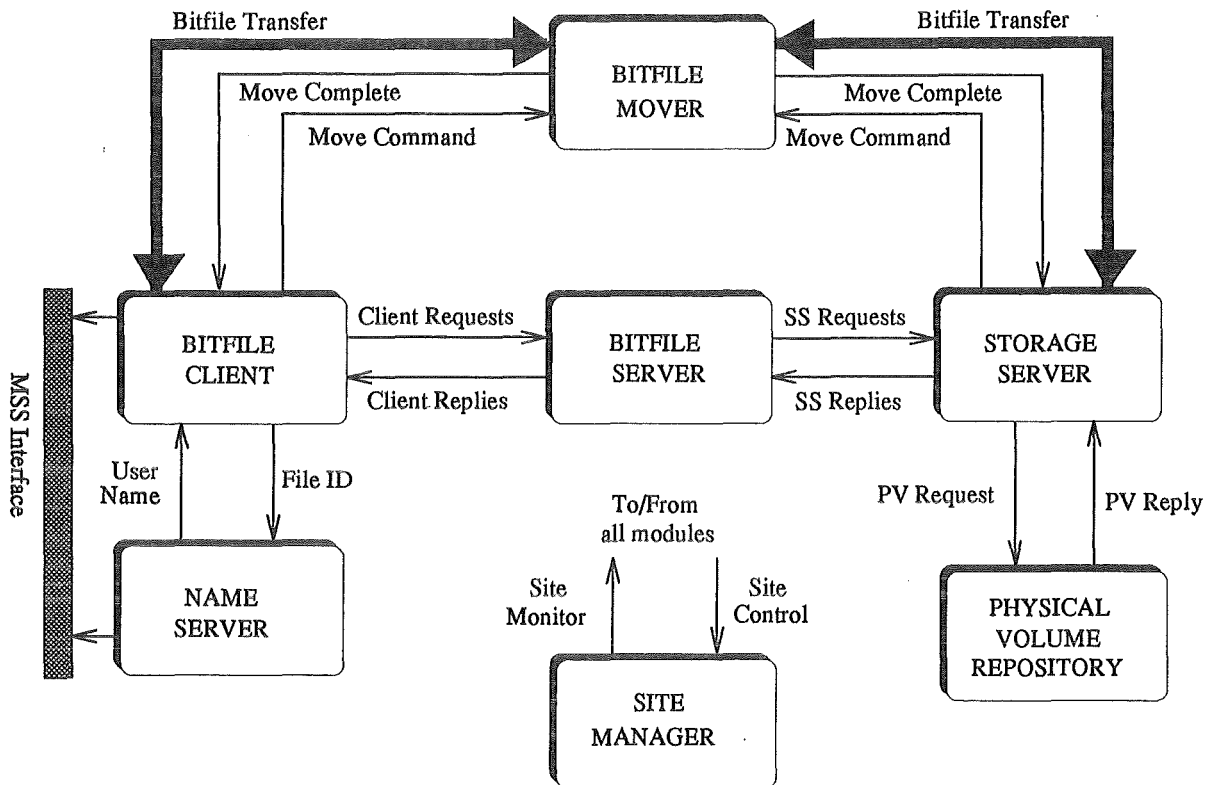 Bitfile Transfer
Bitfile Transfer
BITFILE
MOVER
Move Complete
Move Complete
Move Command
Move Command
MSS Interface
BITFILE
CLIENT
Client Requests
Client Replies
BITFILE
SERVER
SS Requests
SS Replies
STORAGE
SERVER
User
Name
File ID
To/From
all modules
PV Request
PV Reply
NAME
SERVER
Site
Monitor
Site
Control
PHYSICAL
VOLUME
REPOSITORY
SITE
MANAGER